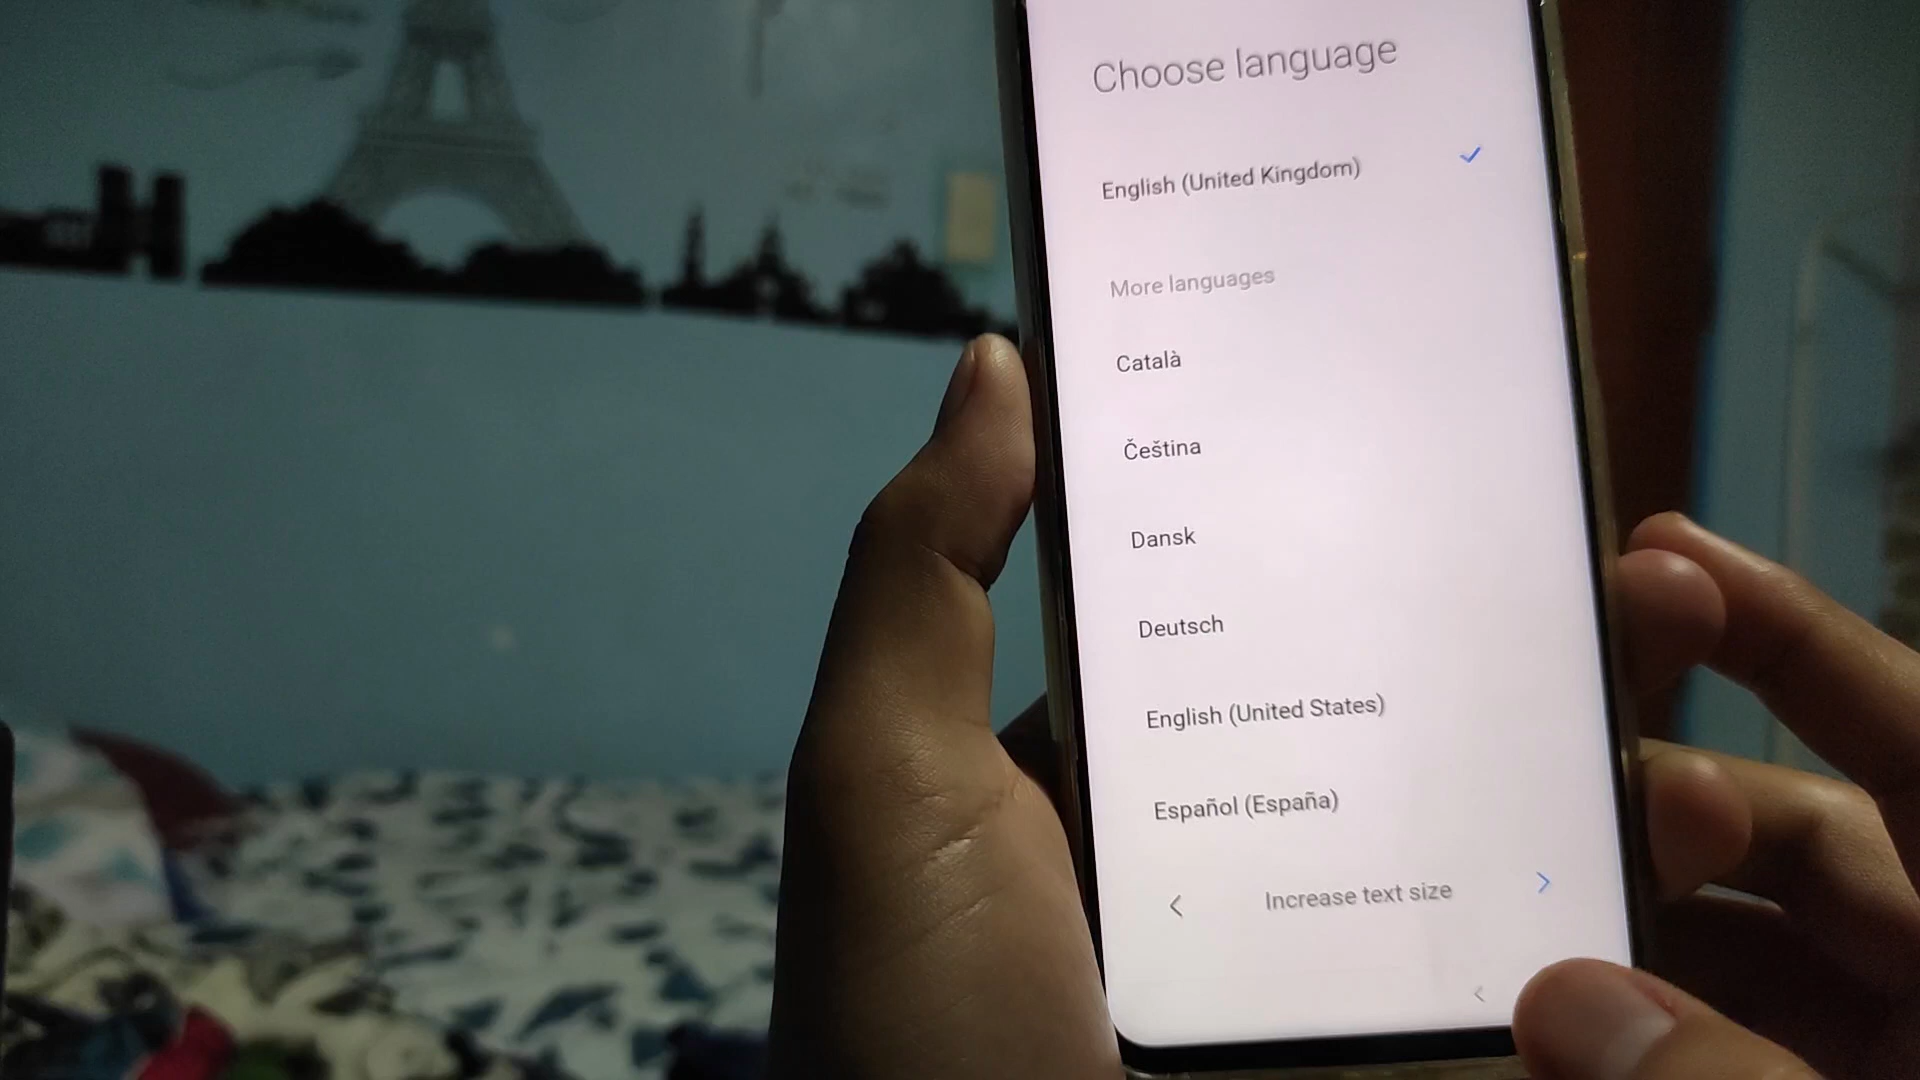 Choose language
English (United Kingdom)
More languages
Català
Čeština
Dansk
Deutsch
English (United States)
Español (España)
Increase text size